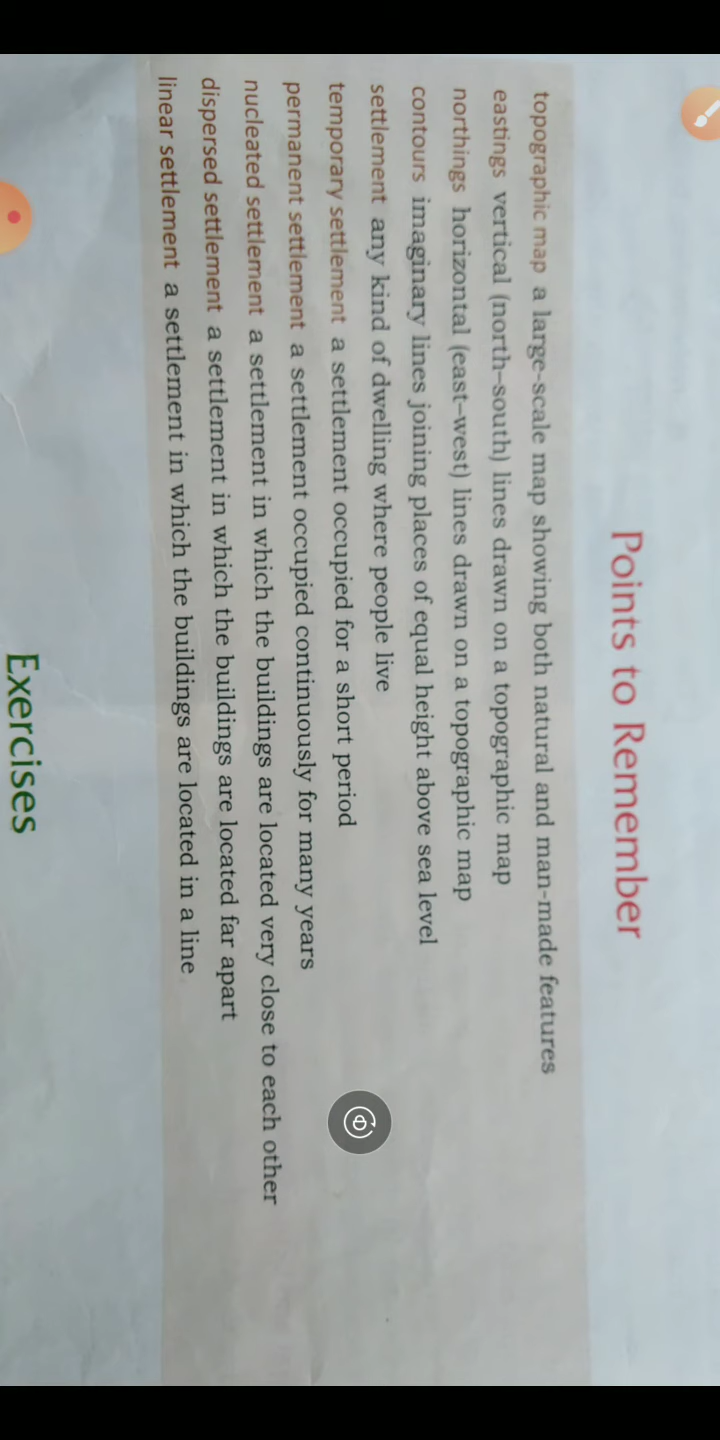 Points to Remember
topographic map a large-scale map showing both natural and man-made features
eastings vertical (north–south) lines drawn on a topographic map
northings horizontal (east–west) lines drawn on a topographic map
contours imaginary lines joining places of equal height above sea level
settlement any kind of dwelling where people live
temporary settlement a settlement occupied for a short period
permanent settlement a settlement occupied continuously for many years
nucleated settlement a settlement in which the buildings are located very close to each other
dispersed settlement a settlement in which the buildings are located far apart
linear settlement a settlement in which the buildings are located in a line
Exercises